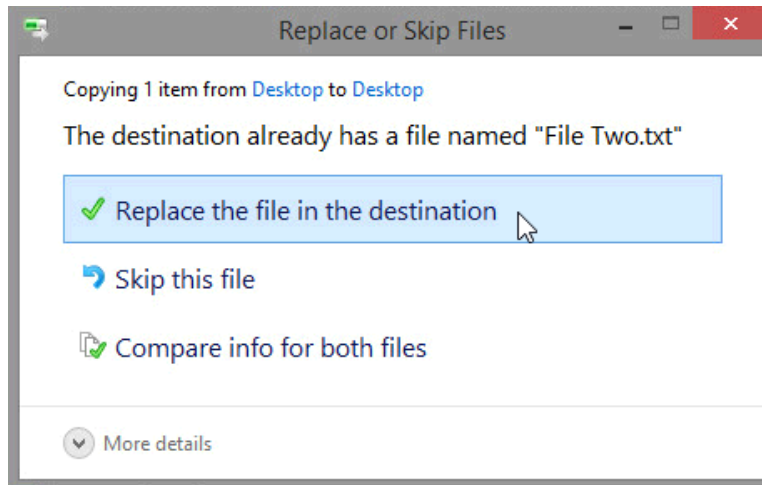 Replace or Skip Files
Copying 1 item from Desktop to Desktop
The destination already has a file named "File Two.txt"
Replace the file in the destination
Skip this file
Compare info for both files
More details